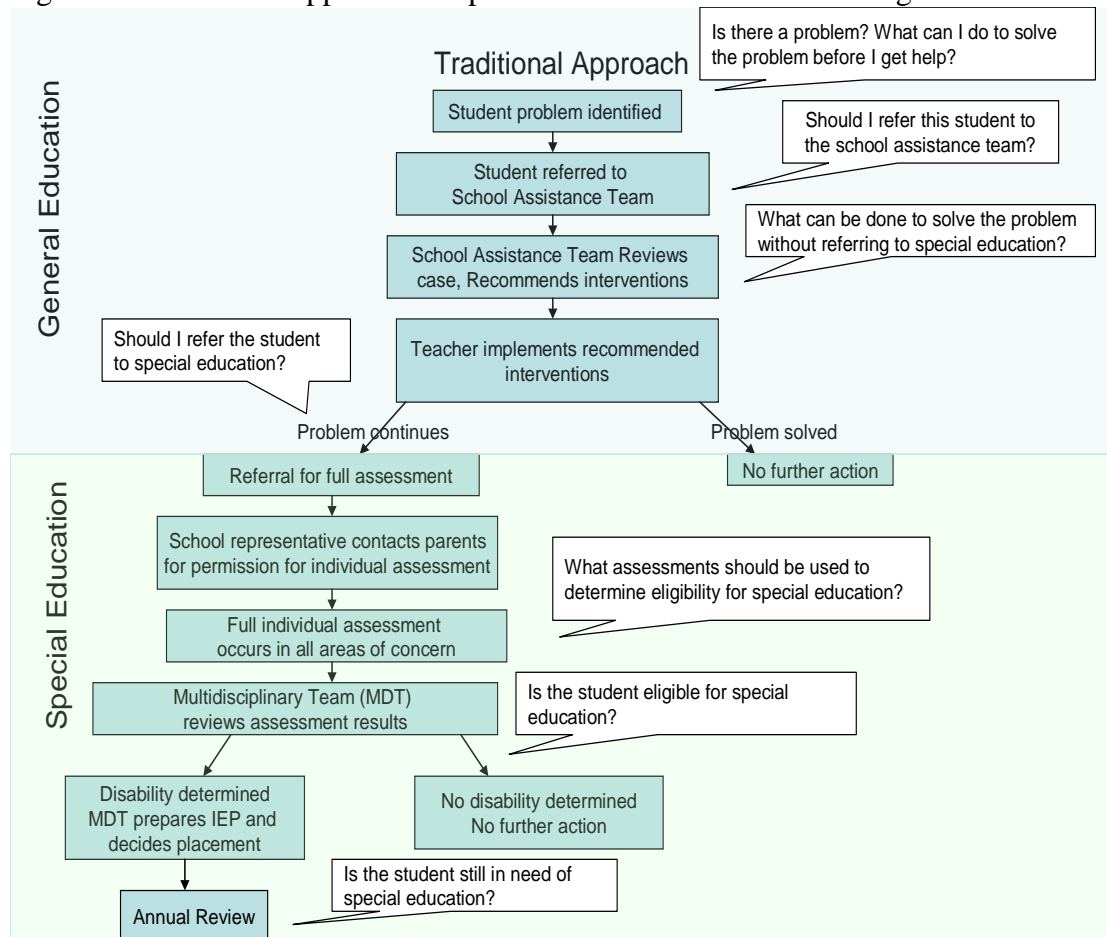 Traditional Approach
Is there a problem? What can I do to solve
the problem before I get help?
Student problem identified
Should I refer this student to
the school assistance team?
General Education
Student referred to
School Assistance Team
What can be done to solve the problem
without referring to special education?
School Assistance Team Reviews
case, Recommends interventions
Should I refer the student
to special education?
Teacher implements recommended
interventions
Problem continues
Problem solved
Special Education
Referral for full assessment
No further action
School representative contacts parents
for permission for individual assessment
What assessments should be used to
determine eligibility for special education?
Full individual assessment
occurs in all areas of concern
Multidisciplinary Team (MDT)
reviews assessment results
Is the student eligible for special
education?
Disability determined
MDT prepares IEP and
decides placement
No disability determined
No further action
Is the student still in need of
special education?
Annual Review